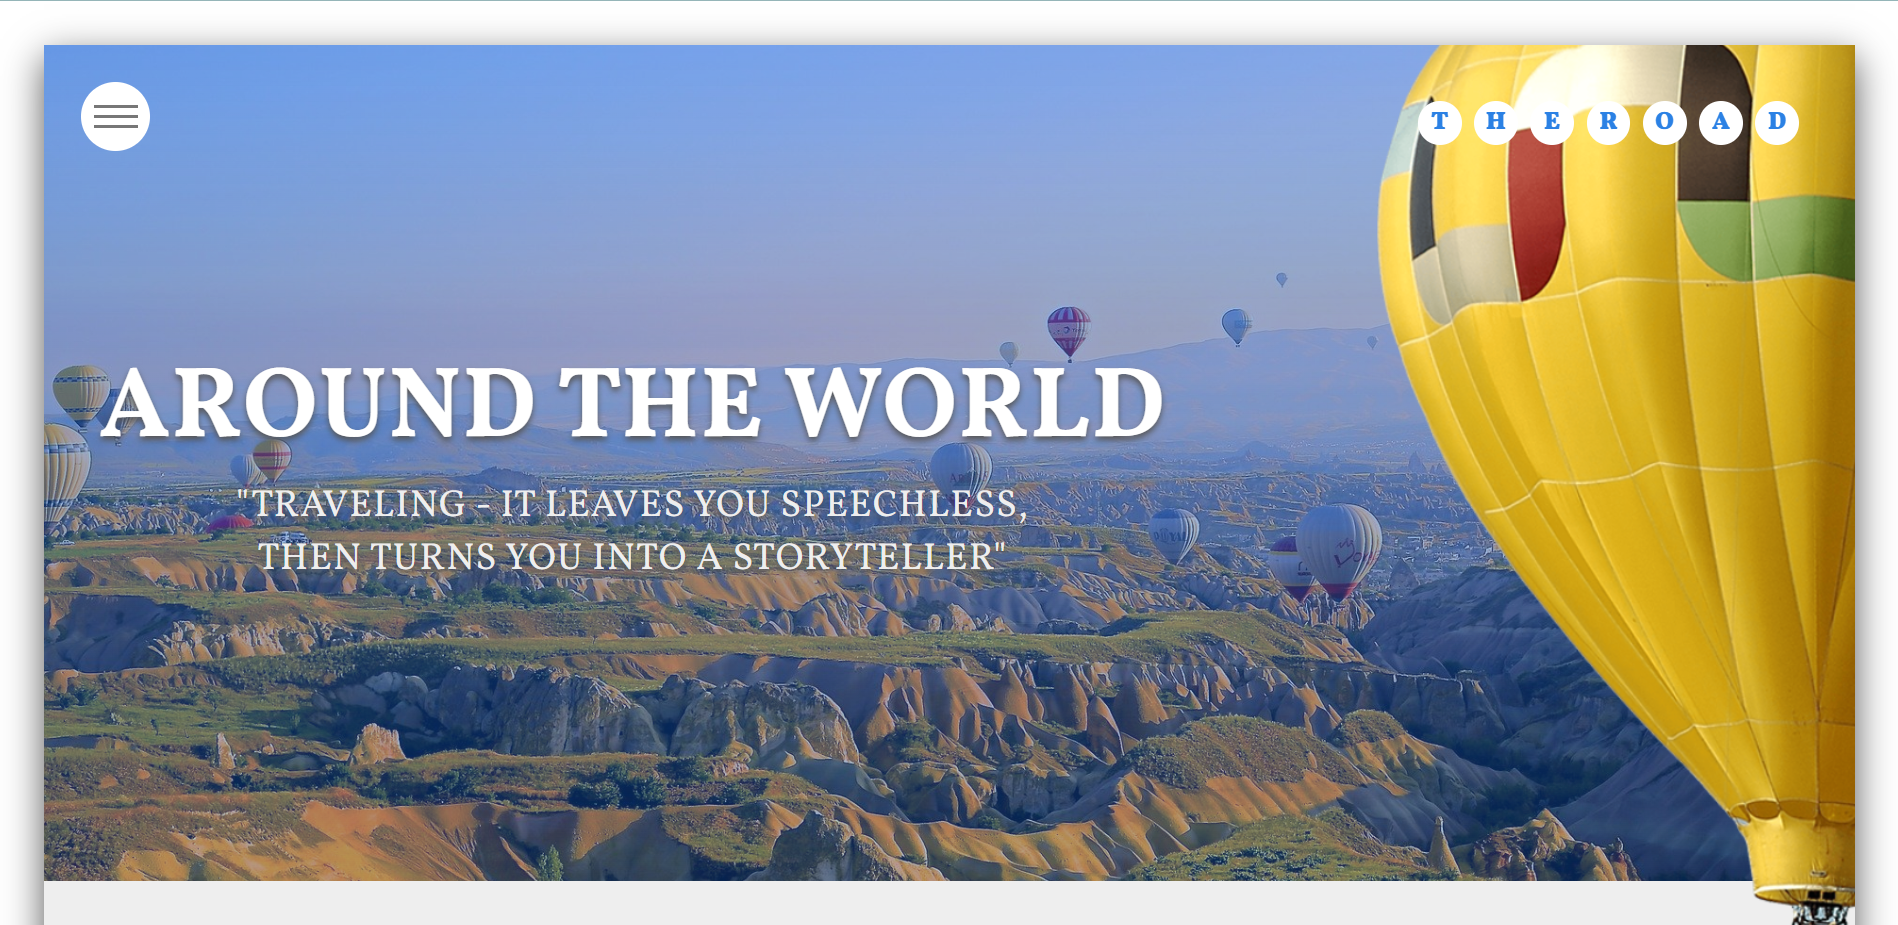 T H E R O A D
AROUND THE WORLD
"TRAVELING - IT LEAVES YOU SPEECHLESS,
THEN TURNS YOU INTO A STORYTELLER"